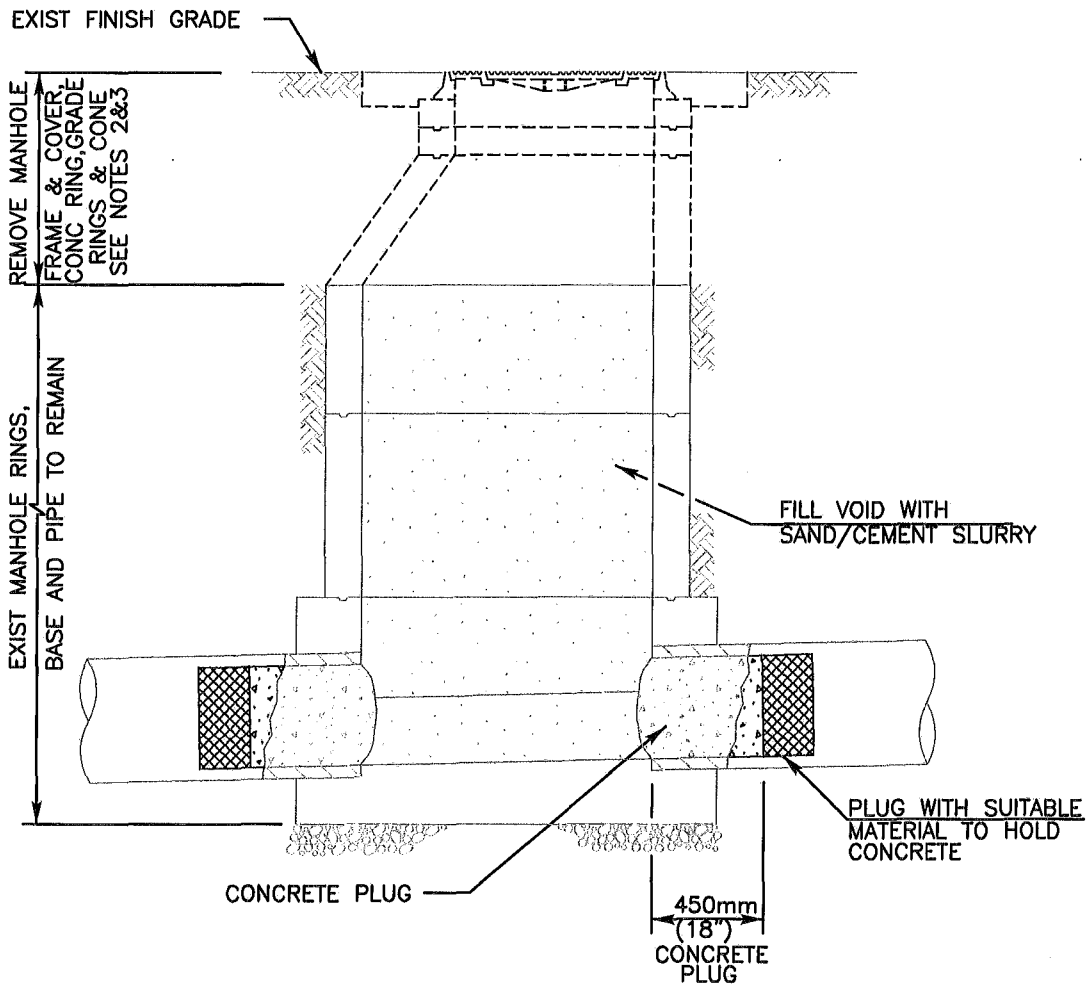 EXIST FINISH GRADE
REMOVE MANHOLE
FRAME & COVER,
CONC RING,GRADE
RINGS & CONE
SEE NOTES 2&3
EXIST MANHOLE RINGS,
BASE AND PIPE TO REMAIN
FILL VOID WITH
SAND/CEMENT SLURRY
PLUG WITH SUITABLE
MATERIAL TO HOLD
CONCRETE
CONCRETE PLUG
450mm
(18")
CONCRETE
PLUG